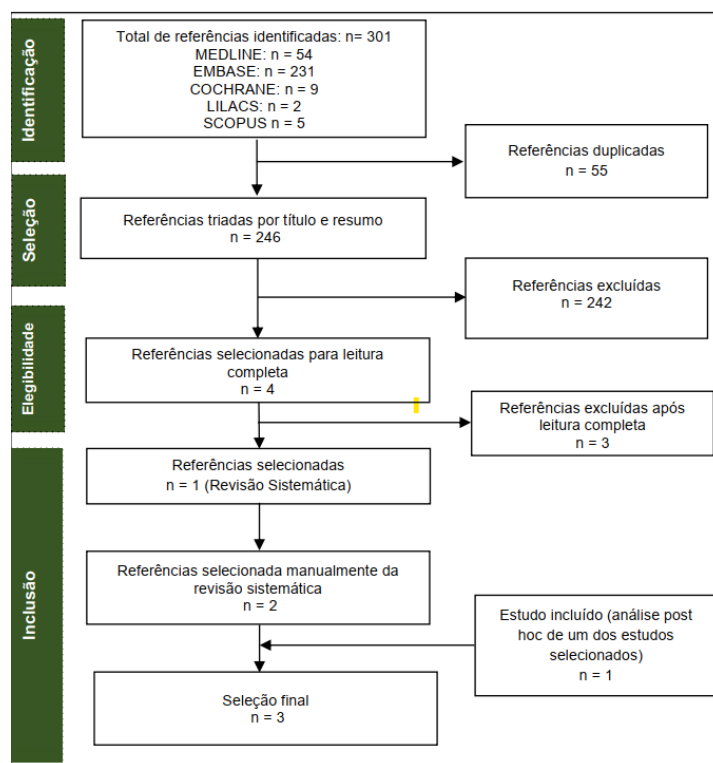 Identificação
Total de referências identificadas: n= 301
MEDLINE: n = 54
EMBASE: n = 231
COCHRANE: n = 9
LILACS: n = 2
SCOPUS n = 5
Referências duplicadas
n = 55
Seleção
Referências triadas por título e resumo
n = 246
Referências excluídas
n = 242
Elegibilidade
Referências selecionadas para leitura
completa
n = 4
Referências excluídas após
leitura completa
n = 3
Inclusão
Referências selecionadas
n = 1 (Revisão Sistemática)
Referências selecionada manualmente da
revisão sistemática
n = 2
Estudo incluído (análise post
hoc de um dos estudos
selecionados)
n = 1
Seleção final
n = 3